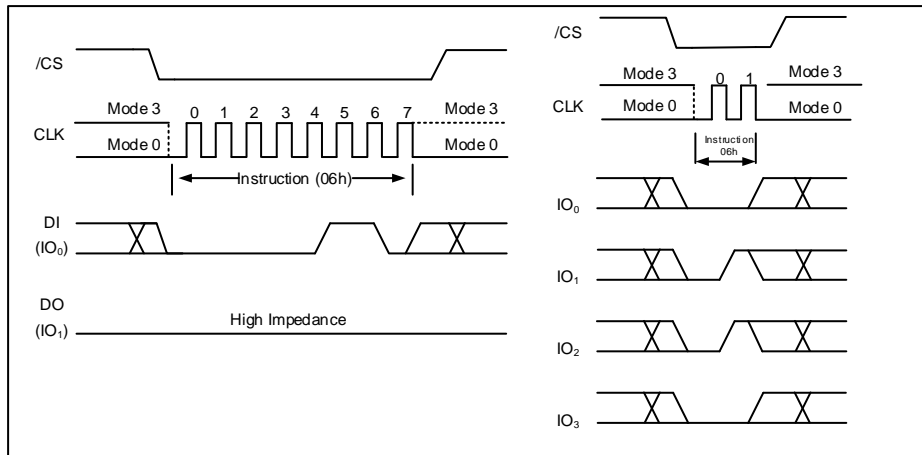 /CS
Mode 3 0 1 2 3 4 5 6 7 Mode 3
CLK
Mode 0 Mode 0
Instruction (06h)
DI
(IO0)
DO
(IO1)
High Impedance
/CS
Mode 3 0 1 Mode 3
CLK
Mode 0 Mode 0
Instruction
06h
IO0
IO1
IO2
IO3